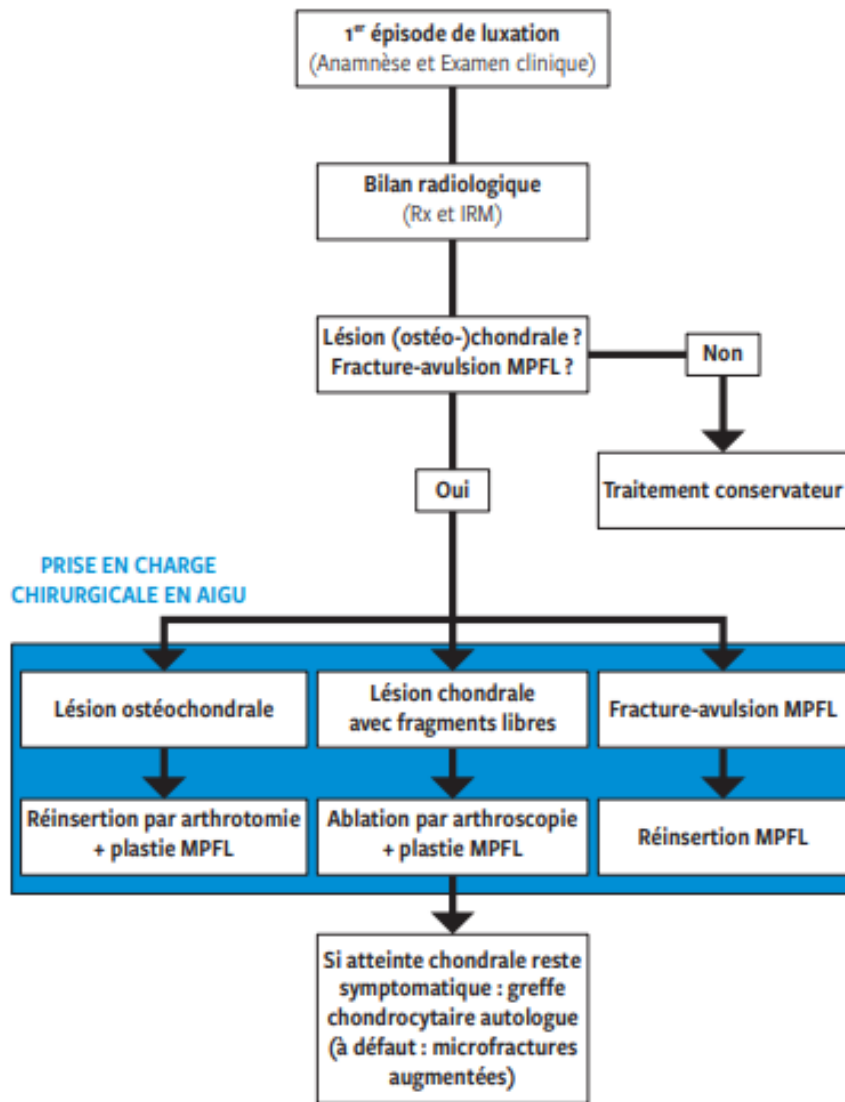 1er épisode de luxation
(Anamnèse et Examen clinique)
Bilan radiologique
(Rx et IRM)
Lésion (ostéo-)chondrale ?
Fracture-avulsion MPFL ?
Non
Oui
Traitement conservateur
PRISE EN CHARGE
CHIRURGICALE EN AIGU
Lésion ostéochondrale
Lésion chondrale
avec fragments libres
Fracture-avulsion MPFL
Réinsertion par arthrotomie
+ plastie MPFL
Ablation par arthroscopie
+ plastie MPFL
Réinsertion MPFL
Si atteinte chondrale reste
symptomatique : greffe
chondrocytaire autologue
(à défaut : microfractures
augmentées)